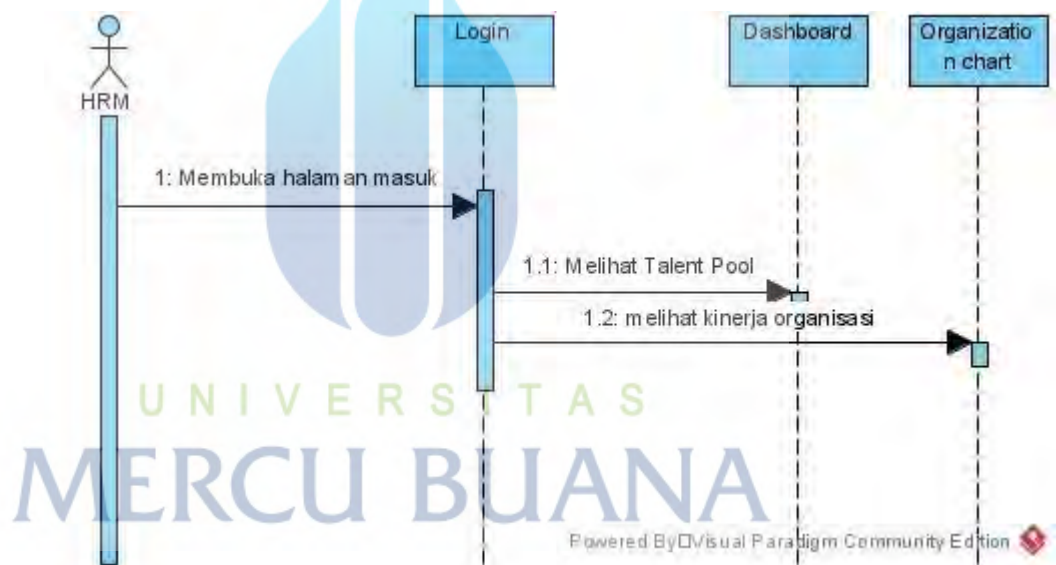 HRM
Login
Dashboard
Organizatio
n chart
1: Membuka halaman masuk
1.1: Melihat Talent Pool
1.2: melihat kinerja organisasi
UNIVERSITAS
MERCU BUANA
Powered By Visual Paradigm Community Edition